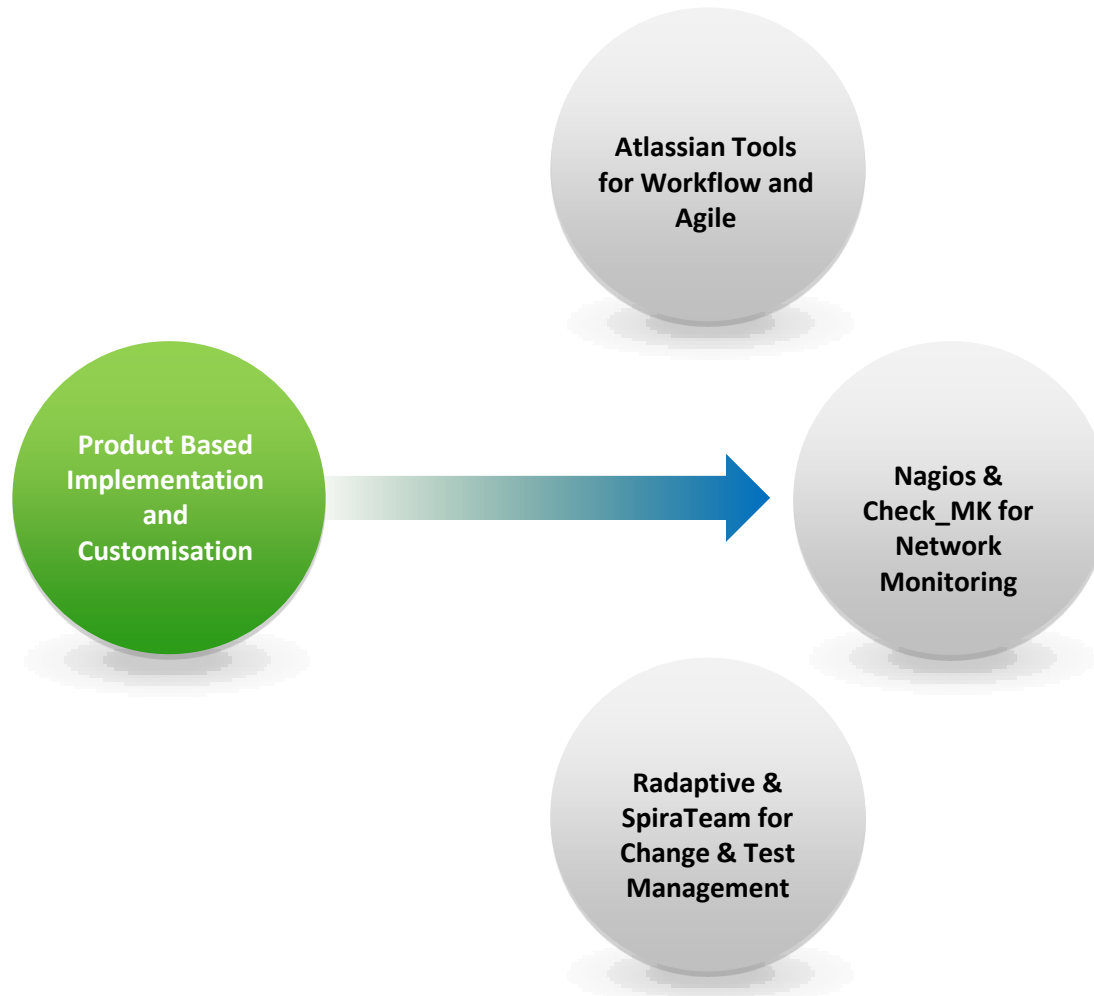 Atlassian Tools
for Workflow and
Agile
Product Based
Implementation
and
Customisation
Nagios &
Check_MK for
Network
Monitoring
Radaptive &
SpiraTeam for
Change & Test
Management